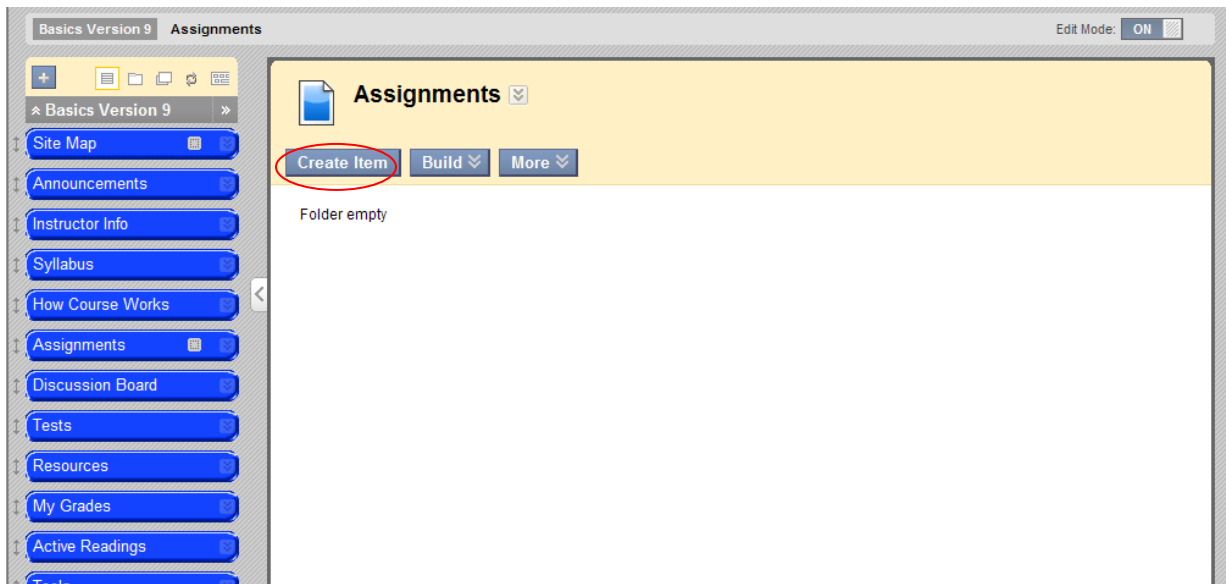 Basics Version 9 Assignments Edit Mode: ON
Basics Version 9
Site Map
Announcements
Instructor Info
Syllabus
How Course Works
Assignments
Discussion Board
Tests
Resources
My Grades
Active Readings
Tools
Assignments
Create Item Build More
Folder empty